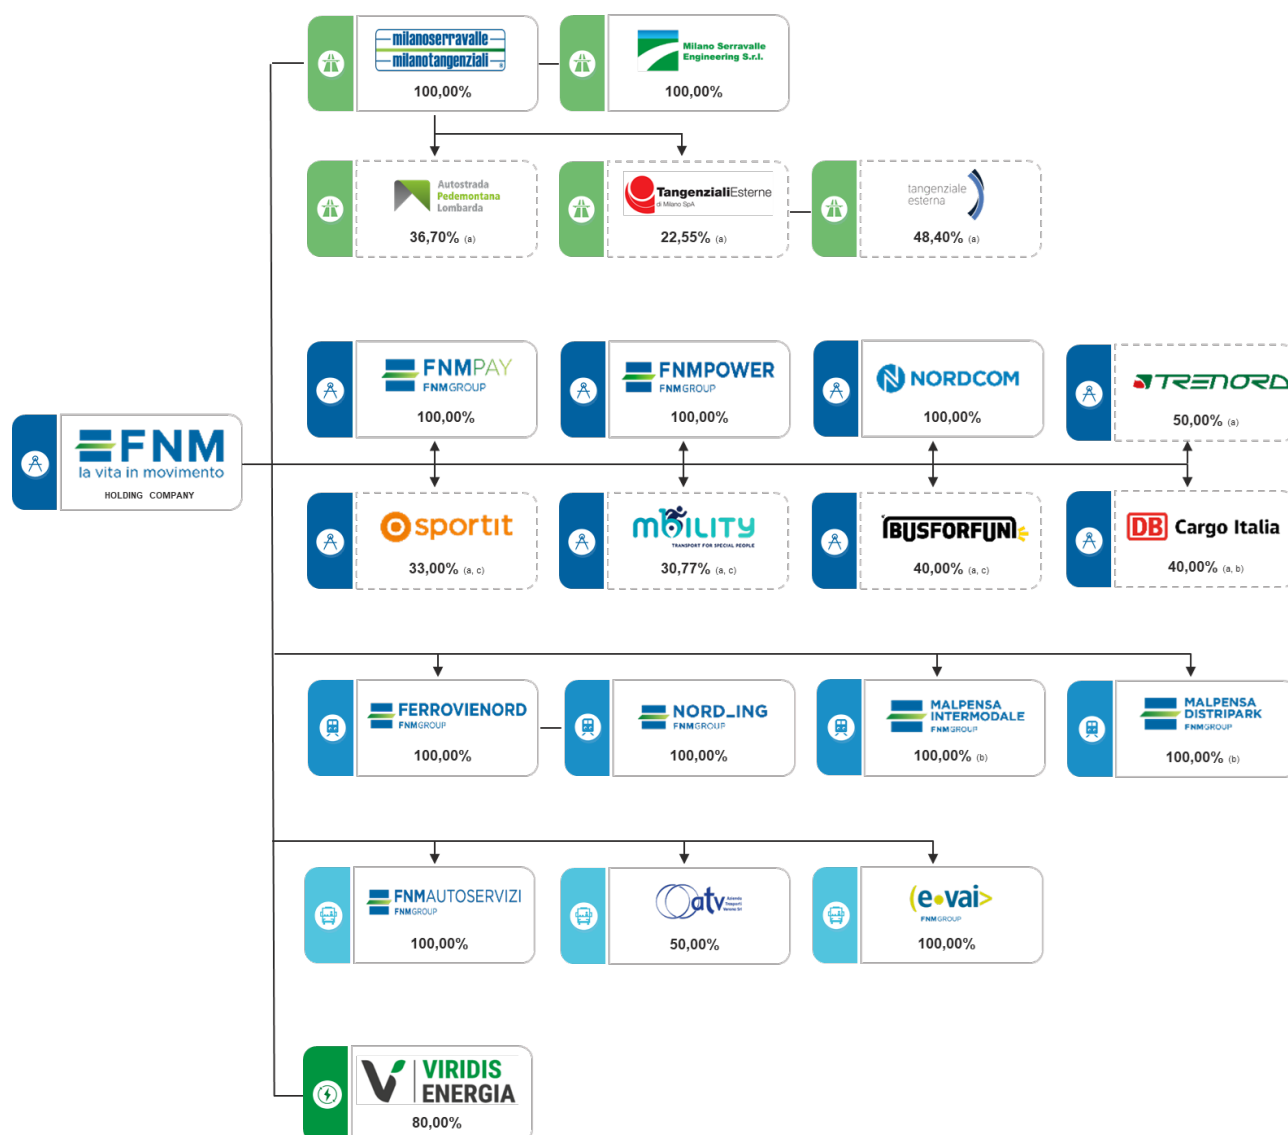 milanoserravalle
milanotangenziali
100,00%
Milano Serravalle
Engineering S.r.l.
100,00%
Autostrada
Pedemontana
Lombarda
36,70% (a)
TangenzialiEsterne
di Milano SpA
22,55% (a)
tangenziale
esterna
48,40% (a)
FNMPAY
FNMGROUP
100,00%
FNMPOWER
FNMGROUP
100,00%
NORDCOM
100,00%
TRENORD
50,00% (a)
FNM
la vita in movimento
HOLDING COMPANY
sportit
33,00% (a, c)
mbility
TRANSPORT FOR SPECIAL PEOPLE
30,77% (a, c)
BUSFORFUN
40,00% (a, c)
DB Cargo Italia
40,00% (a, b)
FERROVIENORD
FNMGROUP
100,00%
NORD_ING
FNMGROUP
100,00%
MALPENSA
INTERMODALE
FNMGROUP
100,00% (b)
MALPENSA
DISTRIPARK
FNMGROUP
100,00% (b)
FNMAUTOSERVIZI
FNMGROUP
100,00%
atv
Azienda
Trasporti
Verona Srl
50,00%
(e•vai>
FNMGROUP
100,00%
VIRIDIS
ENERGIA
80,00%